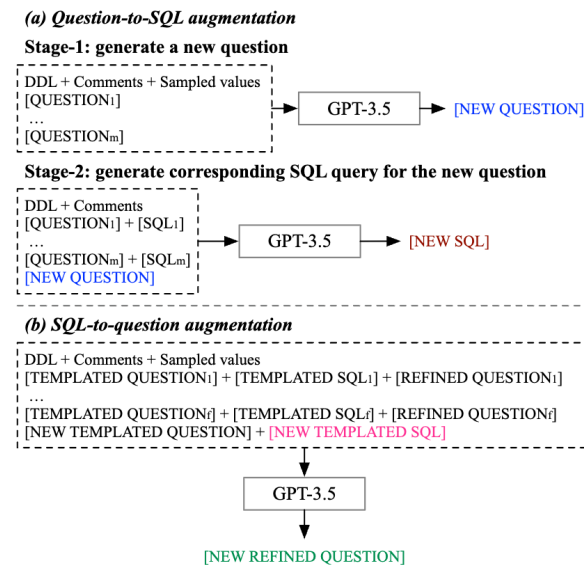 (a) Question-to-SQL augmentation
Stage-1: generate a new question
DDL + Comments + Sampled values
[QUESTION1]
…
[QUESTIONm]
GPT-3.5
[NEW QUESTION]
Stage-2: generate corresponding SQL query for the new question
DDL + Comments
[QUESTION1] + [SQL1]
…
[QUESTIONm] + [SQLm]
[NEW QUESTION]
GPT-3.5
[NEW SQL]
(b) SQL-to-question augmentation
DDL + Comments + Sampled values
[TEMPLATED QUESTION1] + [TEMPLATED SQL1] + [REFINED QUESTION1]
…
[TEMPLATED QUESTIONf] + [TEMPLATED SQLf] + [REFINED QUESTIONf]
[NEW TEMPLATED QUESTION] + [NEW TEMPLATED SQL]
GPT-3.5
[NEW REFINED QUESTION]